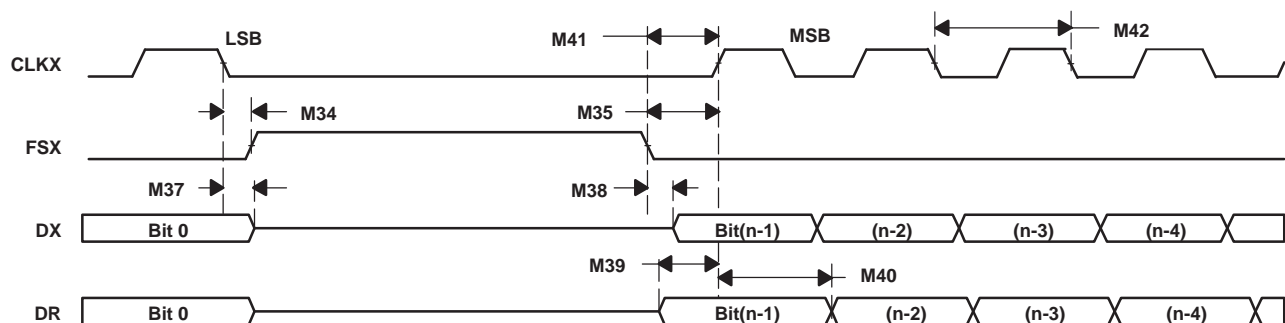 LSB
M41
MSB
M42
CLKX
M34
M35
FSX
M37
M38
DX
Bit 0
Bit(n-1)
(n-2)
(n-3)
(n-4)
M39
M40
DR
Bit 0
Bit(n-1)
(n-2)
(n-3)
(n-4)